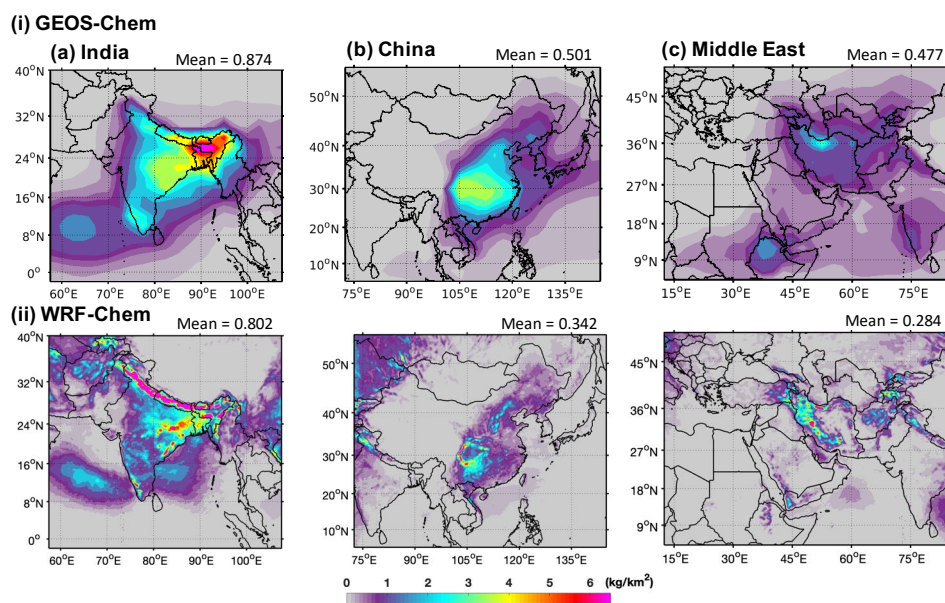 (i) GEOS-Chem
(a) India
Mean = 0.874
(b) China
Mean = 0.501
(c) Middle East
Mean = 0.477
40°N
32°N
24°N
16°N
8°N
0°
60°E 70°E 80°E 90°E 100°E
50°N
40°N
30°N
20°N
10°N
75°E 90°E 105°E 120°E 135°E
45°N
36°N
27°N
18°N
9°N
15°E 30°E 45°E 60°E 75°E
(ii) WRF-Chem
Mean = 0.802
Mean = 0.342
Mean = 0.284
40°N
32°N
24°N
16°N
8°N
0°
60°E 70°E 80°E 90°E 100°E
50°N
40°N
30°N
20°N
10°N
75°E 90°E 105°E 120°E 135°E
45°N
36°N
27°N
18°N
9°N
15°E 30°E 45°E 60°E 75°E
0 1 2 3 4 5 6 (kg/km²)